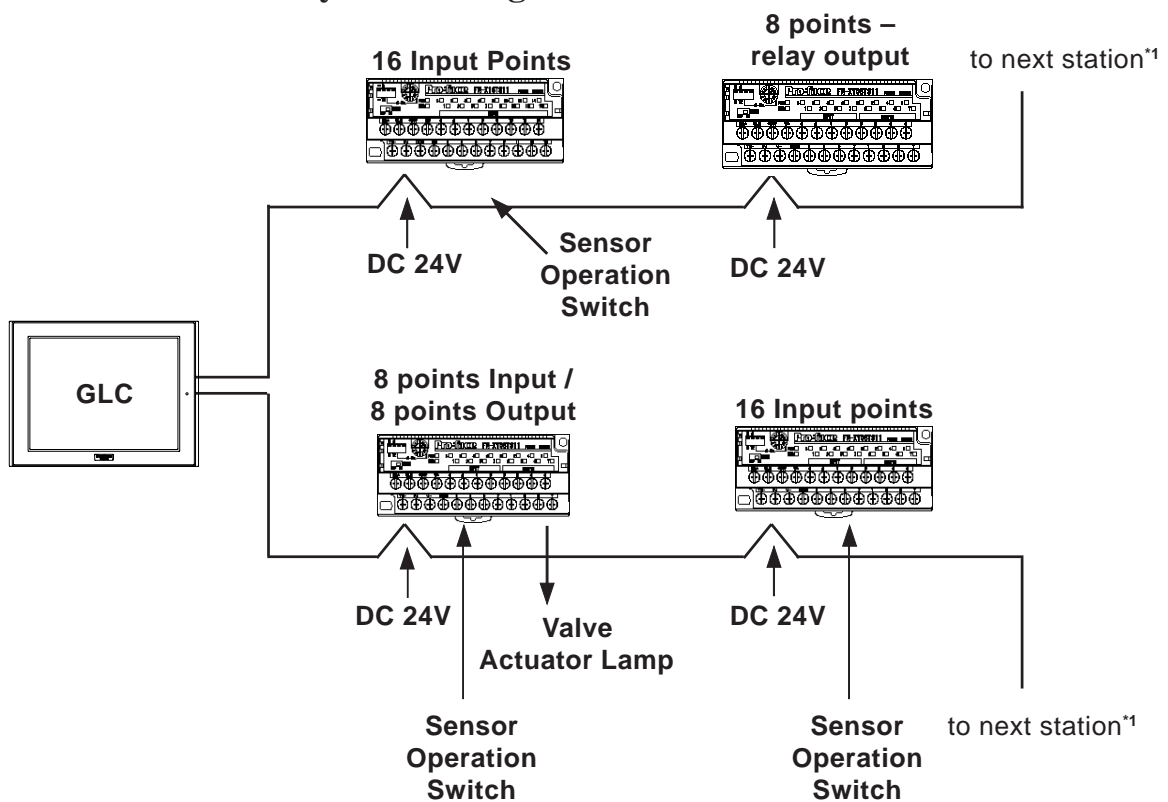 8 points –
relay output
16 Input Points
to next station*1
DC 24V
Sensor
Operation
Switch
DC 24V
GLC
8 points Input /
8 points Output
16 Input points
DC 24V
Valve
Actuator Lamp
DC 24V
Sensor
Operation
Switch
Sensor
Operation
Switch
to next station*1